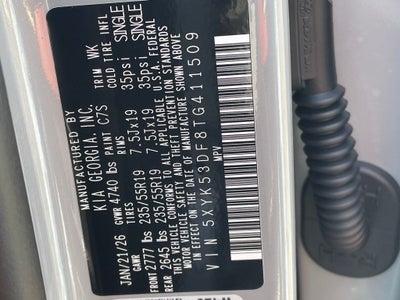 MANUFACTURED BY
KIA GEORGIA, INC.
JAN/21/26 GVWR 4740 lbs PAINT C/S TRIM WK
TIRES RIMS COLD TIRE INFL
FRONT 2777 lbs 235/55R19 7.5Jx19 35psi SINGLE
REAR 2645 lbs 235/55R19 7.5Jx19 35psi SINGLE
THIS VEHICLE CONFORMS TO ALL APPLICABLE U.S.A. FEDERAL
MOTOR VEHICLE SAFETY AND THEFT PREVENTION STANDARDS
IN EFFECT ON THE DATE OF MANUFACTURE SHOWN ABOVE
VIN 5XYK53DF8TG411509
MPV